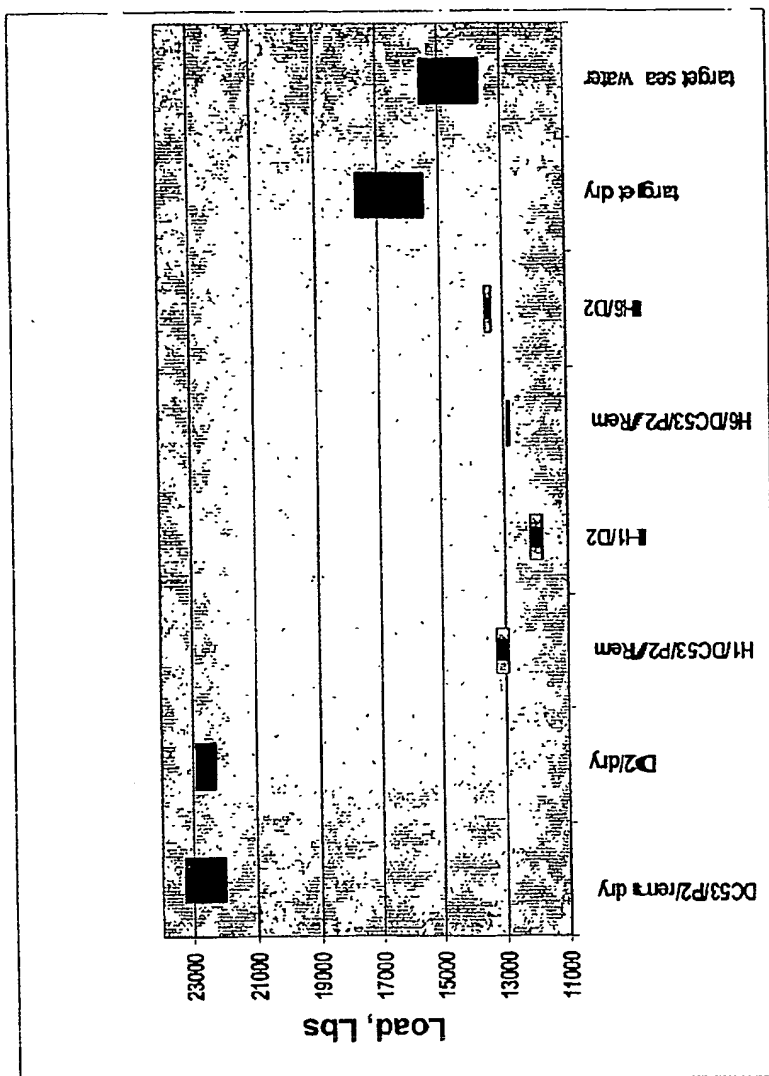 Load, Lbs
23000
21000
19000
17000
15000
13000
11000
DC53/P2/rem dry
D2/dry
H1/DC53/P2/Rem
H1/D2
H6/DC53/P2/Rem
H6/D2
target dry
target sea water